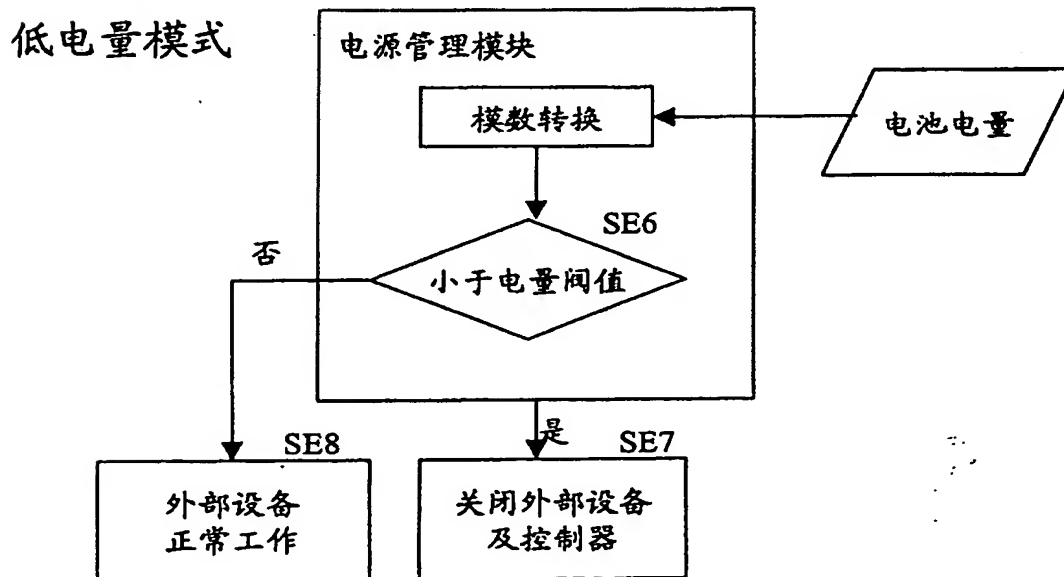 低电量模式
电源管理模块
模数转换
电池电量
SE6
否
小于电量阀值
是
SE8
SE7
外部设备
正常工作
关闭外部设备
及控制器